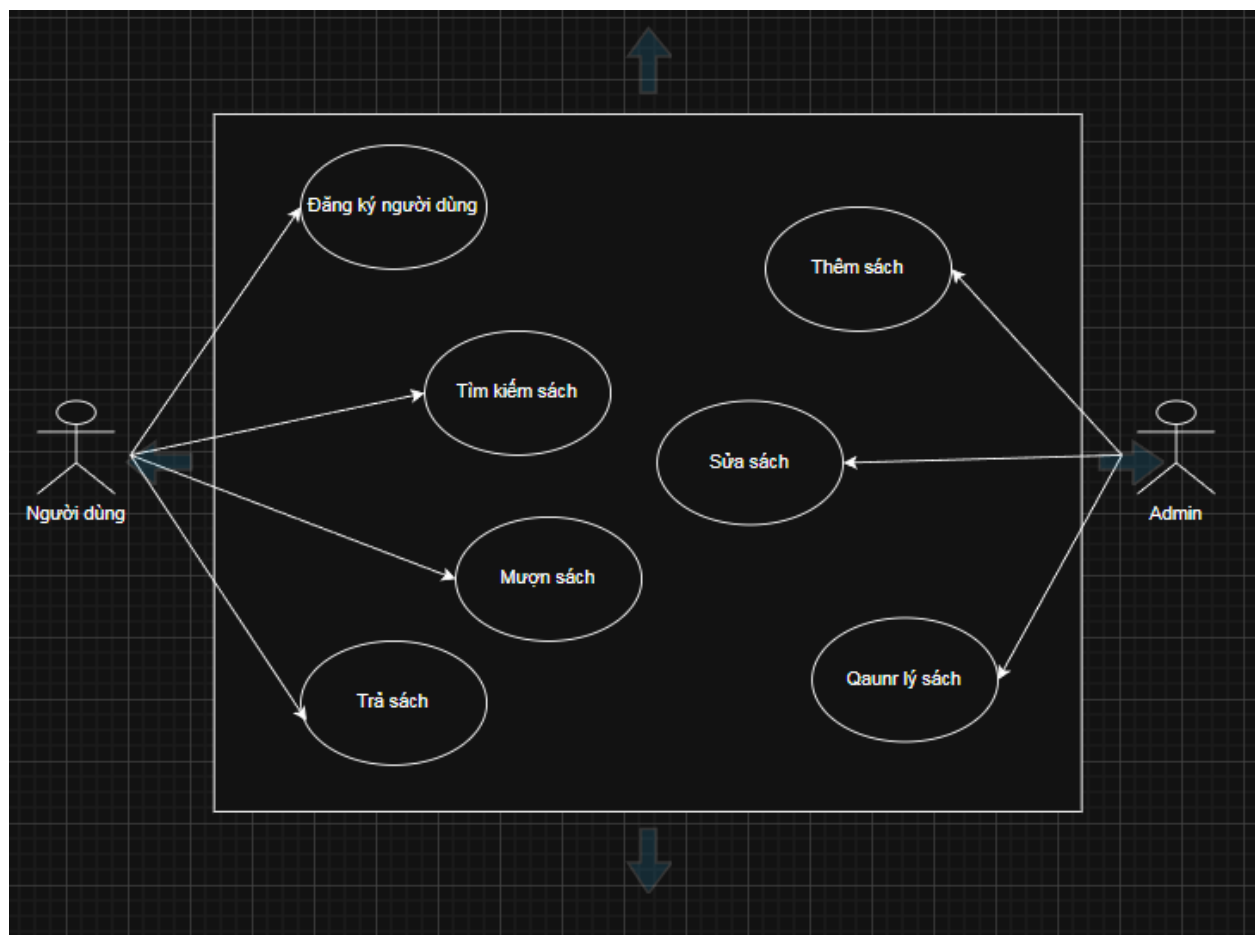 Đăng ký người dùng
Thêm sách
Tìm kiếm sách
Sửa sách
Người dùng
Admin
Mượn sách
Qaunr lý sách
Trả sách